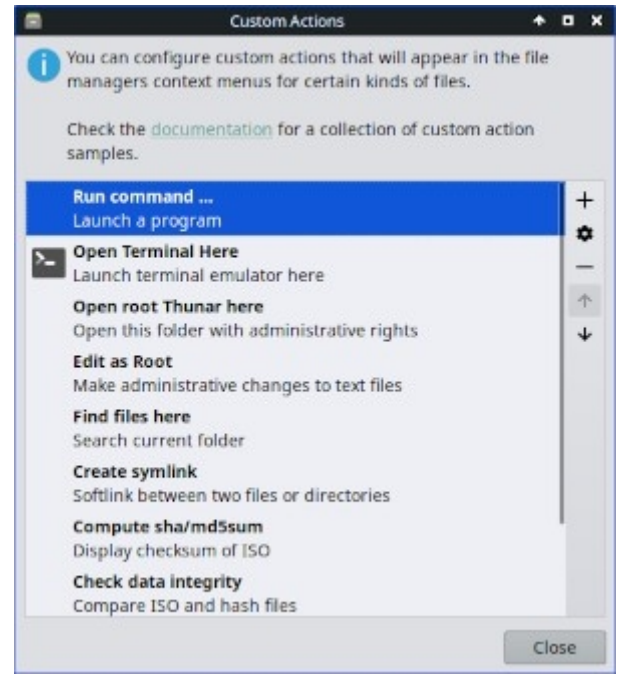 Custom Actions
You can configure custom actions that will appear in the file
managers context menus for certain kinds of files.
Check the documentation for a collection of custom action
samples.
Run command ...
Launch a program
Open Terminal Here
Launch terminal emulator here
Open root Thunar here
Open this folder with administrative rights
Edit as Root
Make administrative changes to text files
Find files here
Search current folder
Create symlink
Softlink between two files or directories
Compute sha/md5sum
Display checksum of ISO
Check data integrity
Compare ISO and hash files
Close